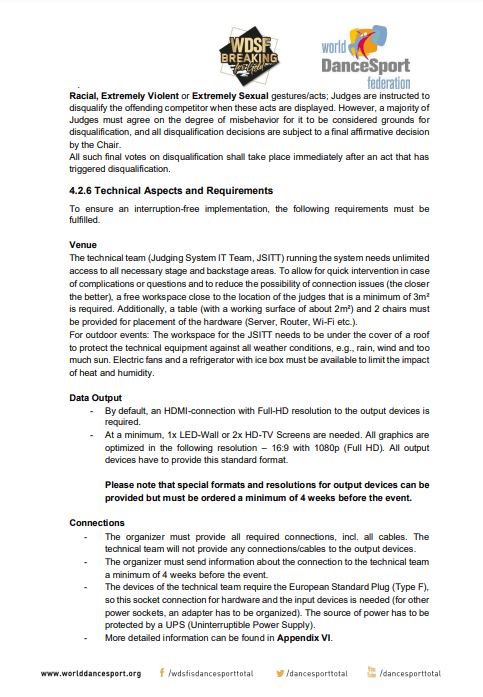 WDSF
BREAKING
for Gold
world
DanceSport
federation
.
Racial, Extremely Violent or Extremely Sexual gestures/acts; Judges are instructed to
disqualify the offending competitor when these acts are displayed. However, a majority of
Judges must agree on the degree of misbehavior for it to be considered grounds for
disqualification, and all disqualification decisions are subject to a final affirmative decision
by the Chair.
All such final votes on disqualification shall take place immediately after an act that has
triggered disqualification.
4.2.6 Technical Aspects and Requirements
To ensure an interruption-free implementation, the following requirements must be
fulfilled.
Venue
The technical team (Judging System IT Team, JSITT) running the system needs unlimited
access to all necessary stage and backstage areas. To allow for quick intervention in case
of complications or questions and to reduce the possibility of connection issues (the closer
the better), a free workspace close to the location of the judges that is a minimum of 3m²
is required. Additionally, a table (with a working surface of about 2m²) and 2 chairs must
be provided for placement of the hardware (Server, Router, Wi-Fi etc.).
For outdoor events: The workspace for the JSITT needs to be under the cover of a roof
to protect the technical equipment against all weather conditions, e.g., rain, wind and too
much sun. Electric fans and a refrigerator with ice box must be available to limit the impact
of heat and humidity.
Data Output
- By default, an HDMI-connection with Full-HD resolution to the output devices is
required.
- At a minimum, 1x LED-Wall or 2x HD-TV Screens are needed. All graphics are
optimized in the following resolution – 16:9 with 1080p (Full HD). All output
devices have to provide this standard format.
Please note that special formats and resolutions for output devices can be
provided but must be ordered a minimum of 4 weeks before the event.
Connections
- The organizer must provide all required connections, incl. all cables. The
technical team will not provide any connections/cables to the output devices.
- The organizer must send information about the connection to the technical team
a minimum of 4 weeks before the event.
- The devices of the technical team require the European Standard Plug (Type F),
so this socket connection for hardware and the input devices is needed (for other
power sockets, an adapter has to be organized). The source of power has to be
protected by a UPS (Uninterruptible Power Supply).
- More detailed information can be found in Appendix VI.
www.worlddancesport.org f /wdsfisdancesporttotal /dancesporttotal You Tube /dancesporttotal